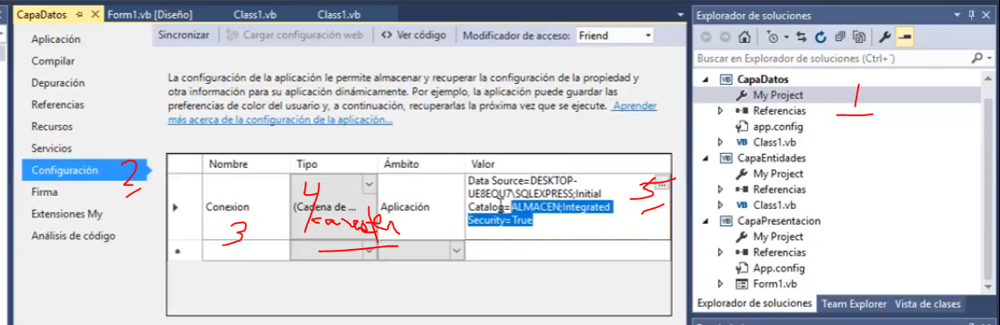 CapaDatos
Form1.vb [Diseño]
Class1.vb
Class1.vb
Aplicación
Compilar
Depuración
Referencias
Recursos
Servicios
Configuración
Firma
Extensiones My
Análisis de código
2
Sincronizar
Cargar configuración web
Ver código
Modificador de acceso:
Friend
La configuración de la aplicación le permite almacenar y recuperar la configuración de la propiedad y
otra información para su aplicación dinámicamente. Por ejemplo, la aplicación puede guardar las
preferencias de color del usuario y, a continuación, recuperarlas la próxima vez que se ejecute. Aprender
más acerca de la configuración de la aplicación...
Nombre Tipo Ámbito Valor
Conexion
3
4
(Cadena de ...
Aplicación
Data Source=DESKTOP-
UE8EQU7\SQLEXPRESS;Initial
Catalog=ALMACEN;Integrated
Security=True
...
5
Explorador de soluciones
Buscar en Explorador de soluciones (Ctrl+¨)
CapaDatos
My Project
1
Referencias
app.config
Class1.vb
CapaEntidades
My Project
Referencias
Class1.vb
CapaPresentacion
My Project
Referencias
App.config
Form1.vb
Explorador de soluciones Team Explorer Vista de clases